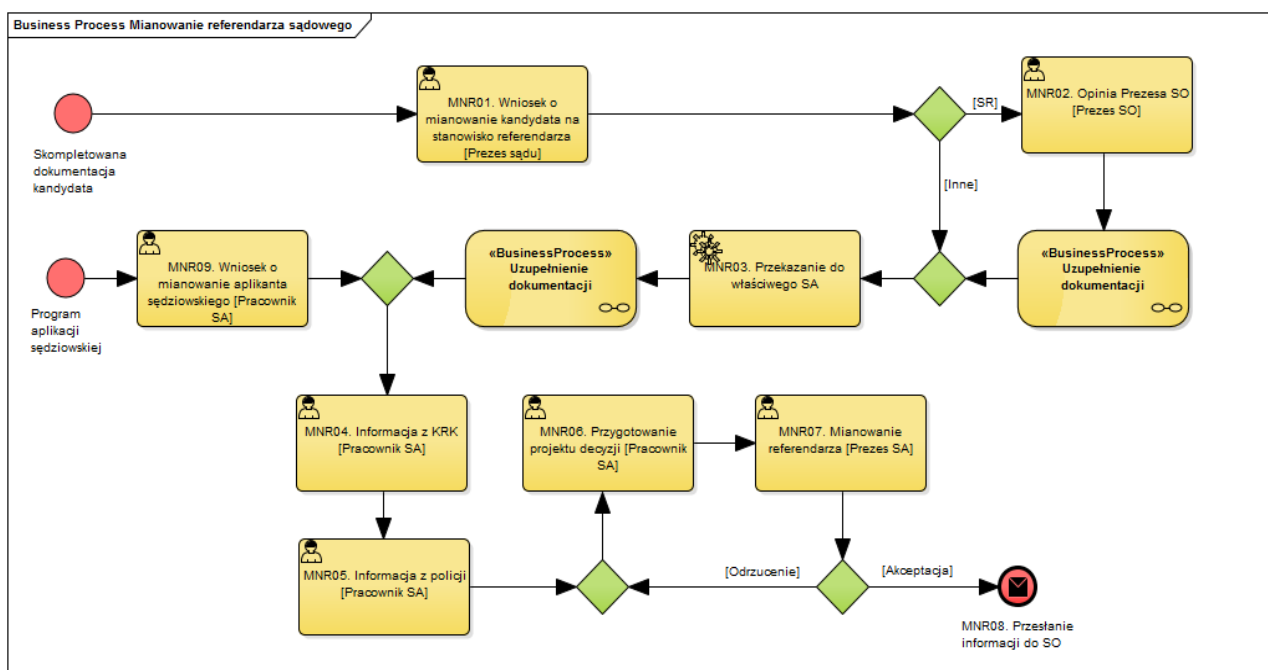 Business Process Mianowanie referendarza sądowego
MNR01. Wniosek o
mianowanie kandydata na
stanowisko referendarza
[Prezes sądu]
[SR]
MNR02. Opinia Prezesa SO
[Prezes SO]
Skompletowana
dokumentacja
kandydata
[Inne]
MNR09. Wniosek o
mianowanie aplikanta
sędziowskiego [Pracownik
SA]
«BusinessProcess»
Uzupełnienie
dokumentacji
MNR03. Przekazanie do
właściwego SA
«BusinessProcess»
Uzupełnienie
dokumentacji
Program
aplikacji
sędziowskiej
MNR04. Informacja z KRK
[Pracownik SA]
MNR06. Przygotowanie
projektu decyzji [Pracownik
SA]
MNR07. Mianowanie
referendarza [Prezes SA]
MNR05. Informacja z policji
[Pracownik SA]
[Odrzucenie]
[Akceptacja]
MNR08. Przesłanie
informacji do SO